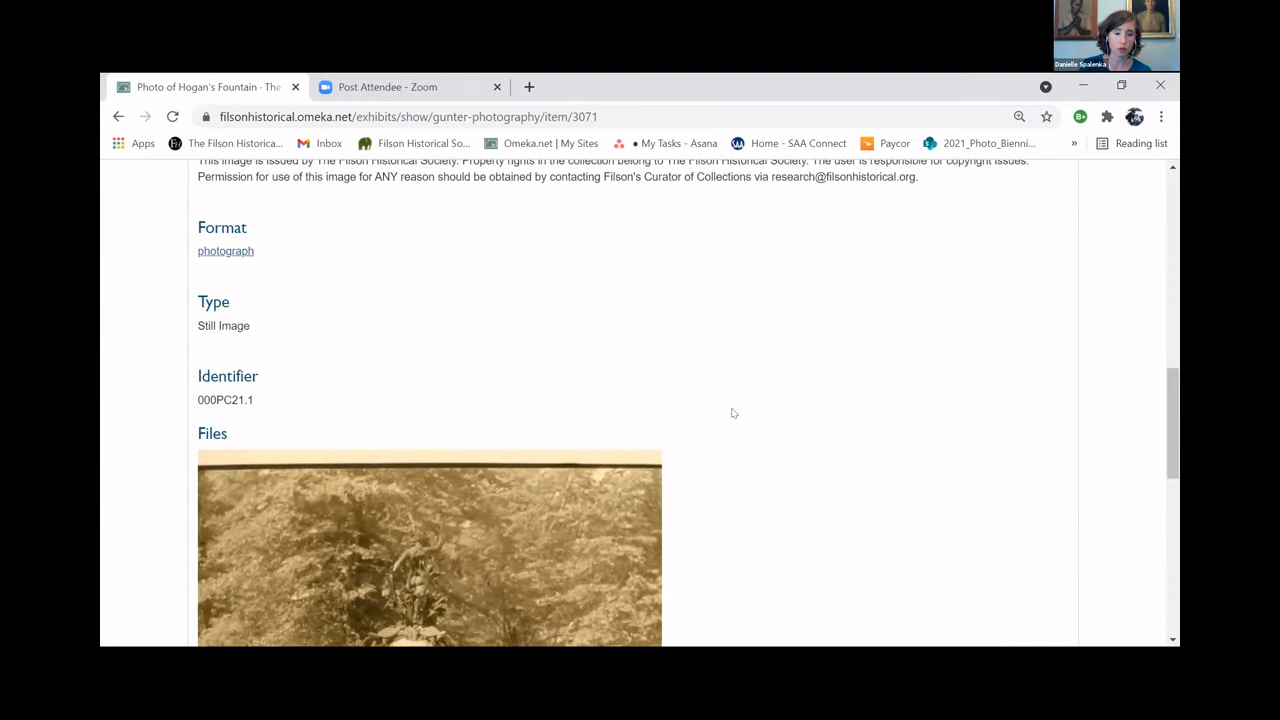 Danielle Spalenka
Photo of Hogan's Fountain · The
Post Attendee - Zoom
filsonhistorical.omeka.net/exhibits/show/gunter-photography/item/3071
Apps
The Filson Historica...
Inbox
Filson Historical So...
Omeka.net | My Sites
● My Tasks - Asana
Home - SAA Connect
Paycor
2021_Photo_Bienni...
»
Reading list
This image is issued by The Filson Historical Society. Property rights in the collection belong to The Filson Historical Society. The user is responsible for copyright issues.
Permission for use of this image for ANY reason should be obtained by contacting Filson's Curator of Collections via research@filsonhistorical.org.
Format
photograph
Type
Still Image
Identifier
000PC21.1
Files